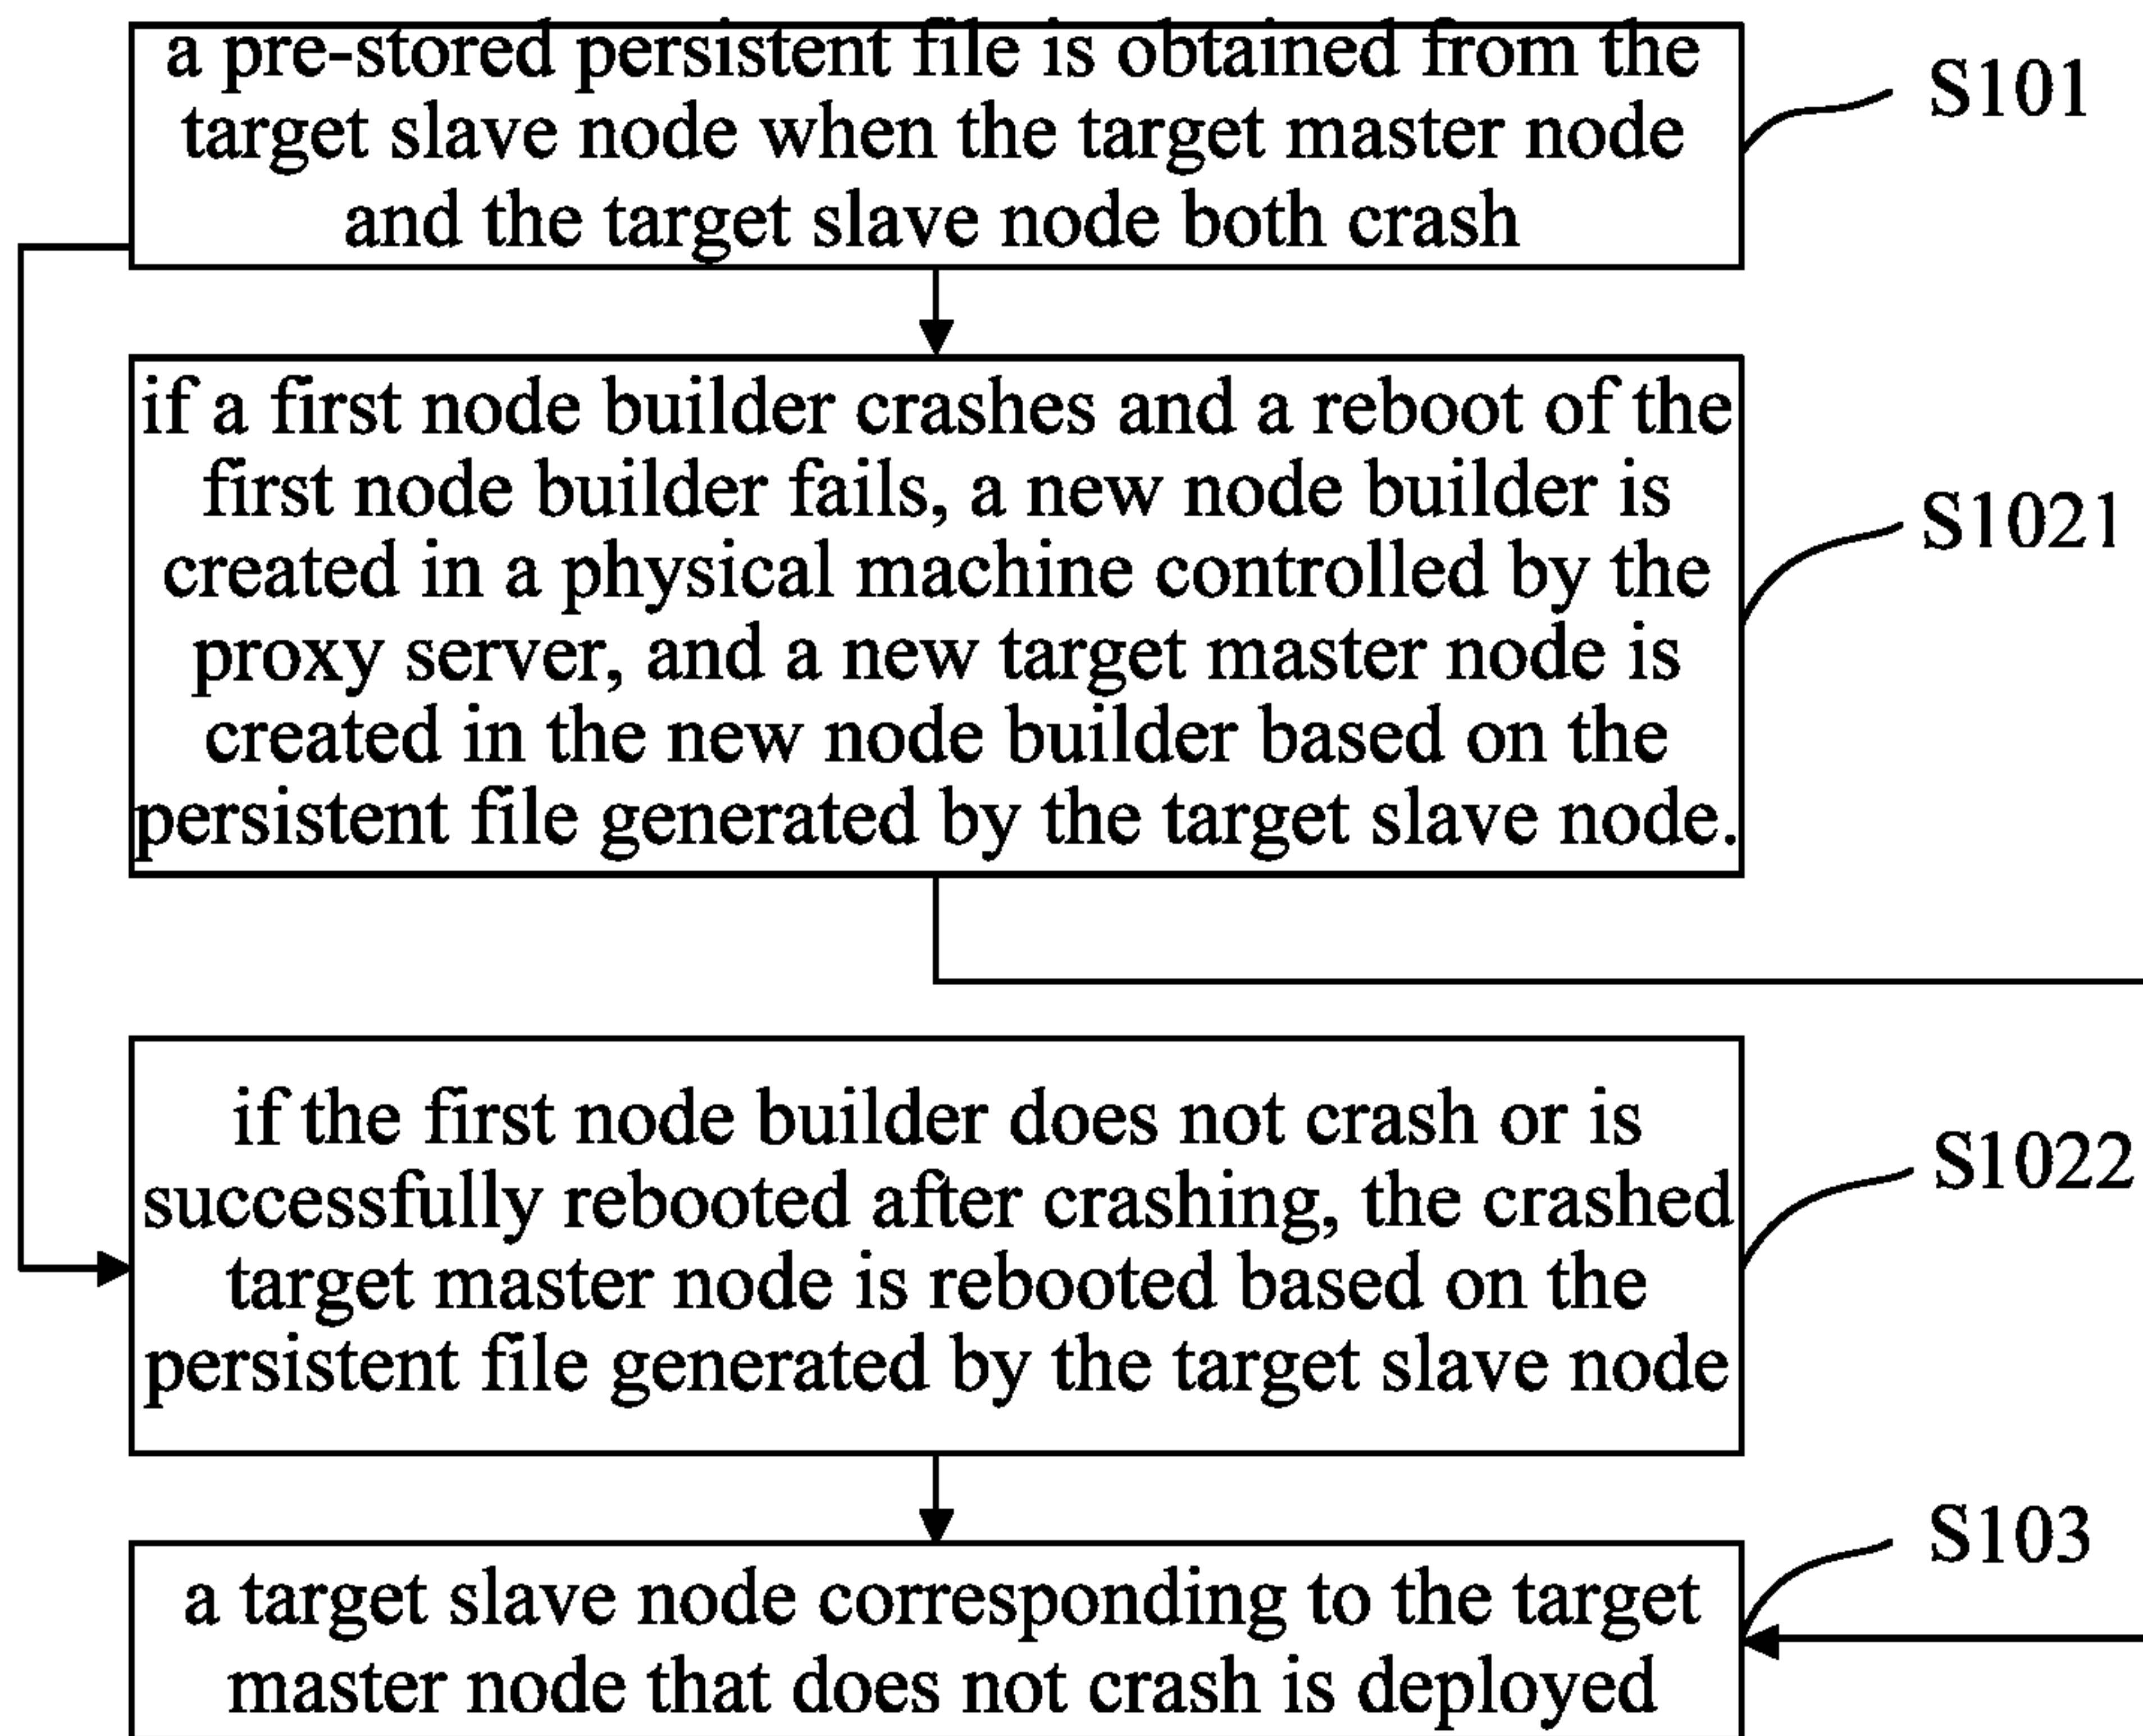 a pre-stored persistent file is obtained from the
target slave node when the target master node
and the target slave node both crash
S101
if a first node builder crashes and a reboot of the
first node builder fails, a new node builder is
created in a physical machine controlled by the
proxy server, and a new target master node is
created in the new node builder based on the
persistent file generated by the target slave node.
S1021
if the first node builder does not crash or is
successfully rebooted after crashing, the crashed
target master node is rebooted based on the
persistent file generated by the target slave node
S1022
a target slave node corresponding to the target
master node that does not crash is deployed
S103